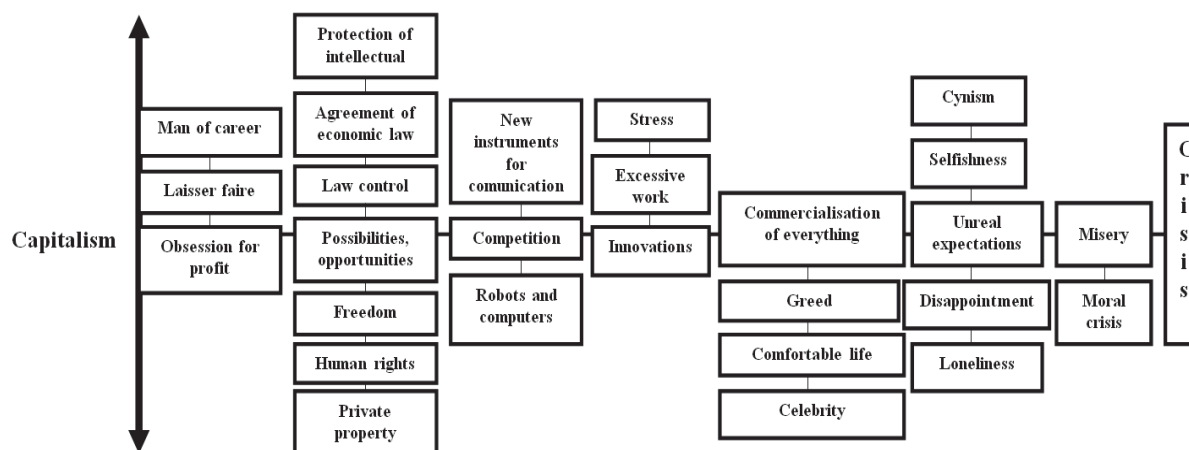 Capitalism
Man of career
Laisser faire
Obsession for
profit
Protection of
intellectual
Agreement of
economic law
Law control
Possibilities,
opportunities
Freedom
Human rights
Private
property
New
instruments
for
comunication
Competition
Robots and
computers
Stress
Excessive
work
Innovations
Commercialisation
of everything
Greed
Comfortable life
Celebrity
Cynism
Selfishness
Unreal
expectations
Disappointment
Loneliness
Misery
Moral
crisis
C
r
i
s
i
s